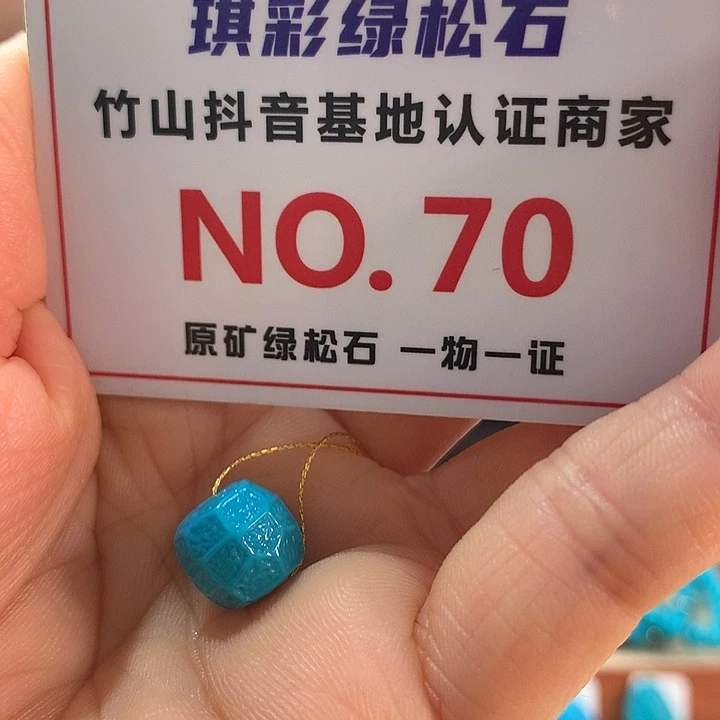 琪彩绿松石
竹山抖音基地认证商家
NO. 70
原矿绿松石 一物一证